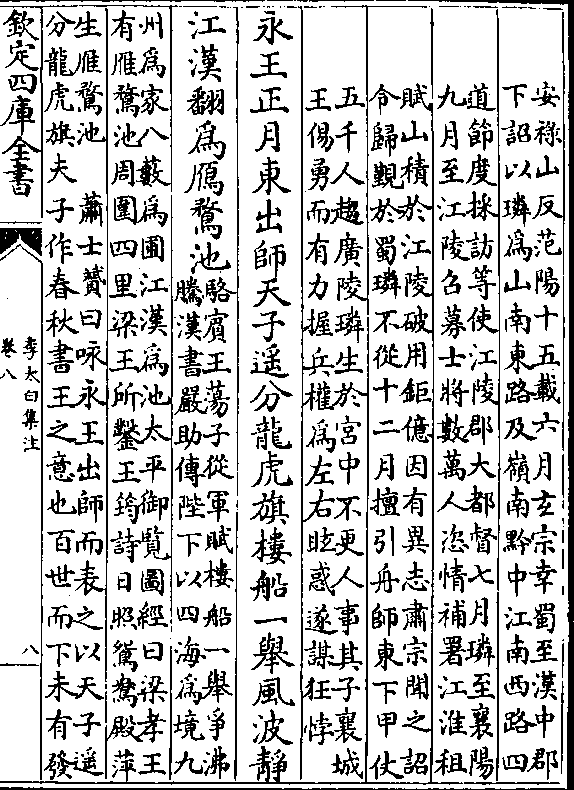 安祿山反范陽十五載六月玄宗幸蜀至漢中郡
下詔以璘為山南東路及嶺南黔中江南西路四
道節度採訪等使江陵郡大都督七月璘至襄陽
九月至江陵召募士將數萬人恣情補署江淮租
賦山積於江陵破用鉅億因有異志肅宗聞之詔
令歸覲於蜀璘不從十二月擅引舟師東下甲仗
五千人趨廣陵璘生於宮中不更人事其子襄城
王偒勇而有力握兵權為左右眩惑遂謀狂悖
永王正月東出師天子遥分龍虎旗樓船一舉風波靜
江漢翻為鴈鶩池
駱賓王蕩子從軍賦樓船一舉爭沸
騰漢書嚴助傳陛下以四海為境九
州為家八藪為囿江漢為池太平御覽圖經曰梁孝王
有雁鶩池周圍四里梁王所鑿王筠詩日照鴛鴦殿萍
生雁鶩池　蕭士贇曰咏永王出師而表之以天子遥
分龍虎旗夫子作春秋書王之意也百世而下未有發
欽定四庫全書
李太白集注
卷八
八